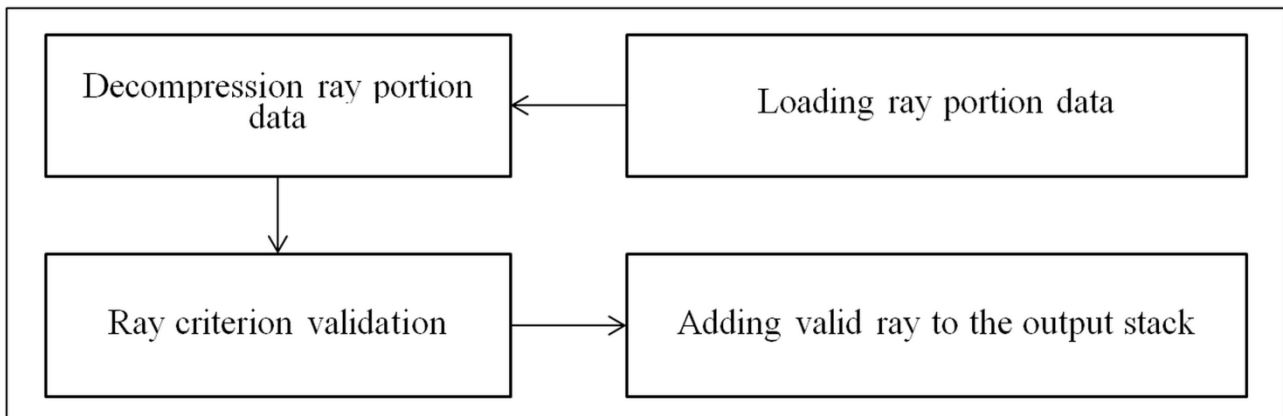 Decompression ray portion
data
Loading ray portion data
Ray criterion validation
Adding valid ray to the output stack